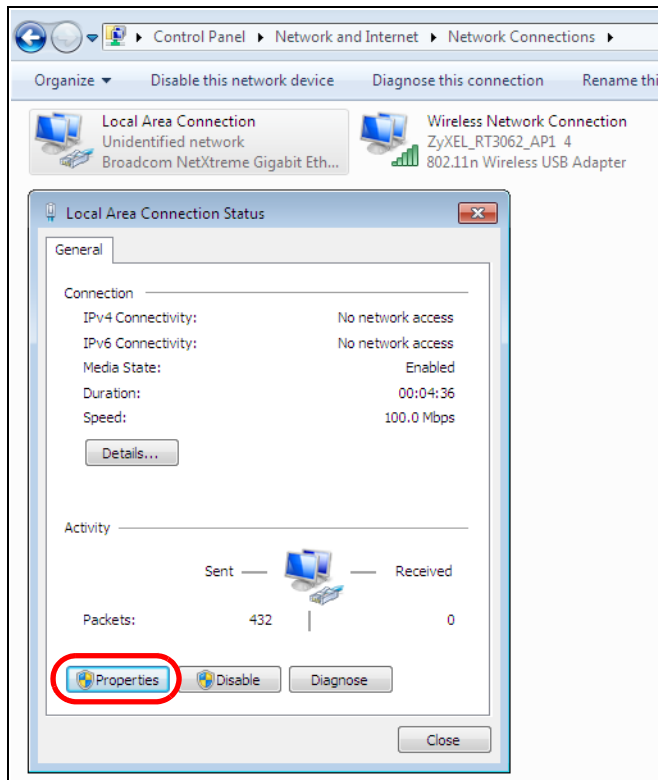 Control Panel Network and Internet Network Connections
Organize Disable this network device Diagnose this connection Rename thi
Local Area Connection
Unidentified network
Broadcom NetXtreme Gigabit Eth...
Wireless Network Connection
ZyXEL_RT3062_AP1 4
802.11n Wireless USB Adapter
Local Area Connection Status
General
Connection
IPv4 Connectivity: No network access
IPv6 Connectivity: No network access
Media State: Enabled
Duration: 00:04:36
Speed: 100.0 Mbps
Details...
Activity
Sent Received
Packets: 432 0
Properties Disable Diagnose
Close